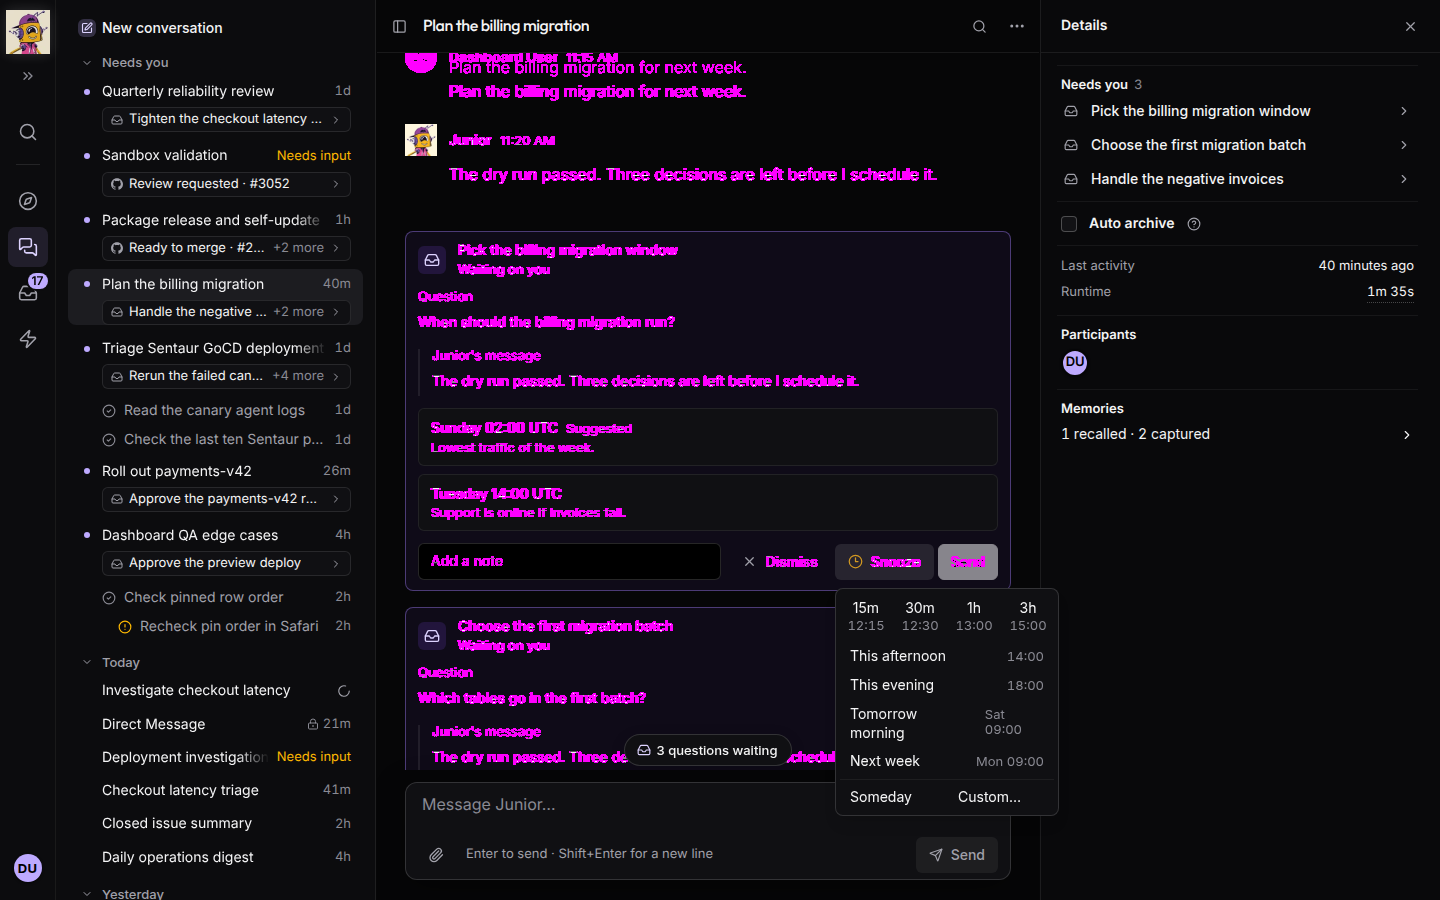 New conversation
Needs you
Quarterly reliability review 1d
Tighten the checkout latency ...
Sandbox validation Needs input
Review requested · #3052
Package release and self-update 1h
Ready to merge · #2... +2 more
Plan the billing migration 40m
Handle the negative ... +2 more
Triage Sentaur GoCD deployment 1d
Rerun the failed can... +4 more
Read the canary agent logs 1d
Check the last ten Sentaur p... 1d
Roll out payments-v42 26m
Approve the payments-v42 r...
Dashboard QA edge cases 4h
Approve the preview deploy
Check pinned row order 2h
Recheck pin order in Safari 2h
Today
Investigate checkout latency
Direct Message 21m
Deployment investigation Needs input
Checkout latency triage 41m
Closed issue summary 2h
Daily operations digest 4h
Yesterday
17
DU
Plan the billing migration
Dashboard User 11:15 AM
Plan the billing migration for next week.
Plan the billing migration for next week.
Junior 11:20 AM
The dry run passed. Three decisions are left before I schedule it.
Pick the billing migration window
Waiting on you
Question
When should the billing migration run?
Junior's message
The dry run passed. Three decisions are left before I schedule it.
Sunday 02:00 UTC Suggested
Lowest traffic of the week.
Tuesday 14:00 UTC
Support is online if invoices fail.
Add a note
Dismiss
Snooze
Send
15m 30m 1h 3h
12:15 12:30 13:00 15:00
This afternoon 14:00
This evening 18:00
Tomorrow morning Sat 09:00
Next week Mon 09:00
Someday Custom...
Choose the first migration batch
Waiting on you
Question
Which tables go in the first batch?
Junior's message
The dry run passed. Three de
3 questions waiting
Message Junior...
Enter to send · Shift+Enter for a new line
Send
Details
Needs you 3
Pick the billing migration window
Choose the first migration batch
Handle the negative invoices
Auto archive
Last activity 40 minutes ago
Runtime 1m 35s
Participants
DU
Memories
1 recalled · 2 captured